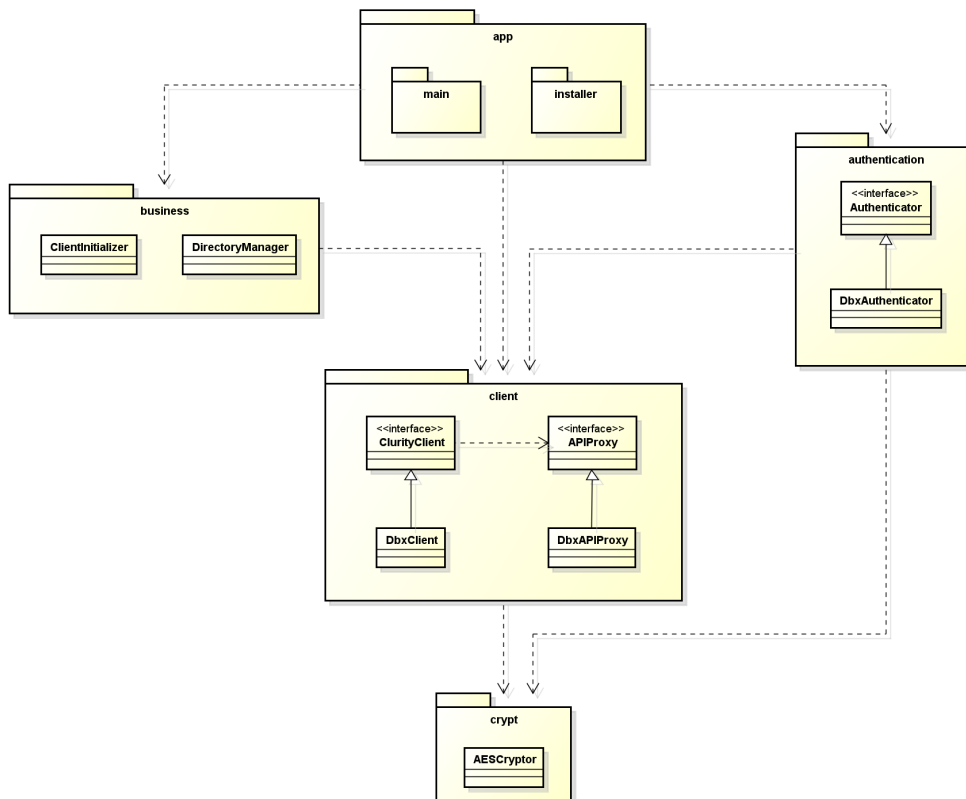 app
main
installer
authentication
<<interface>>
Authenticator
DbxAuthenticator
business
ClientInitializer
DirectoryManager
client
<<interface>>
ClurityClient
<<interface>>
APIProxy
DbxClient
DbxAPIProxy
crypt
AESCryptor